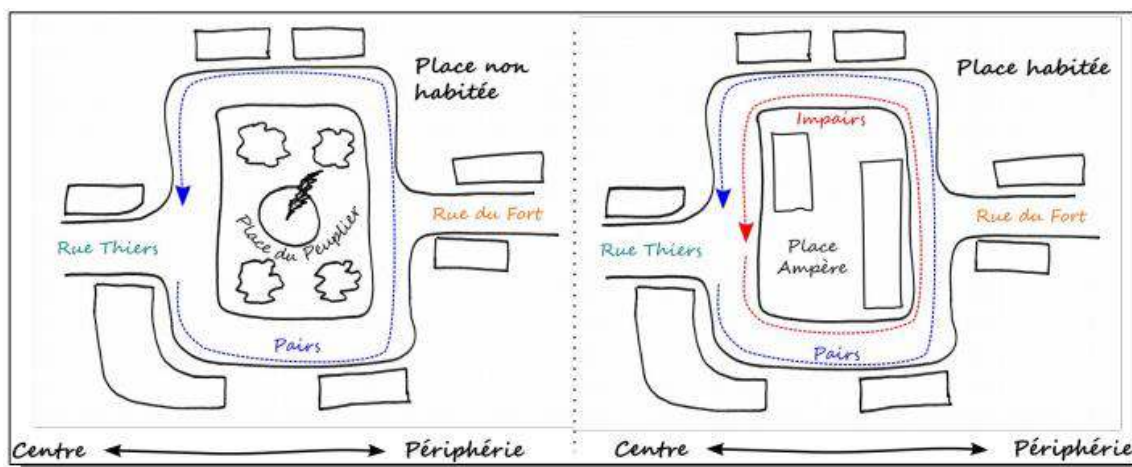 Place non
habitée
Rue Thiers
Place du Peuplier
Rue du Fort
Pairs
Centre
Périphérie
Place habitée
Impairs
Rue Thiers
Place
Ampère
Rue du Fort
Pairs
Centre
Périphérie